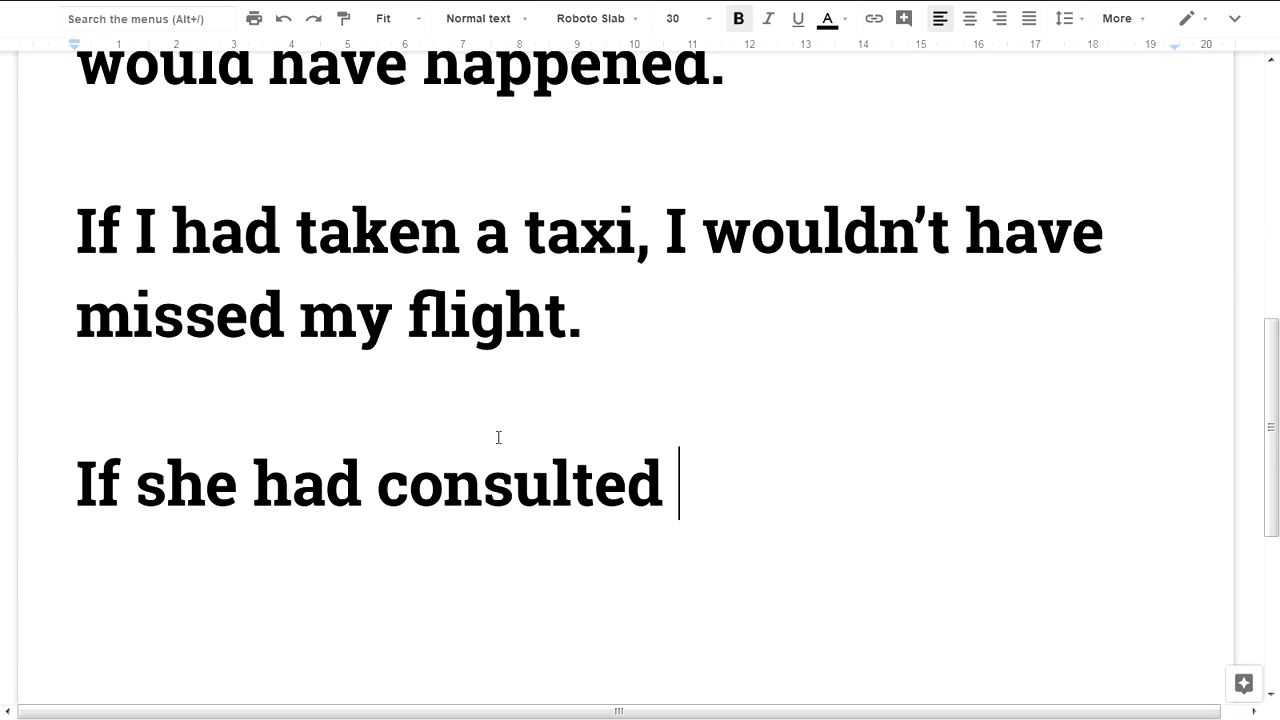 Search the menus (Alt+/) Fit Normal text Roboto Slab 30 B I U A More
1 2 3 4 5 6 7 8 9 10 11 12 13 14 15 16 17 18 19 20
would have happened.
If I had taken a taxi, I wouldn’t have
missed my flight.
If she had consulted